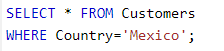 SELECT * FROM Customers
WHERE Country='Mexico';